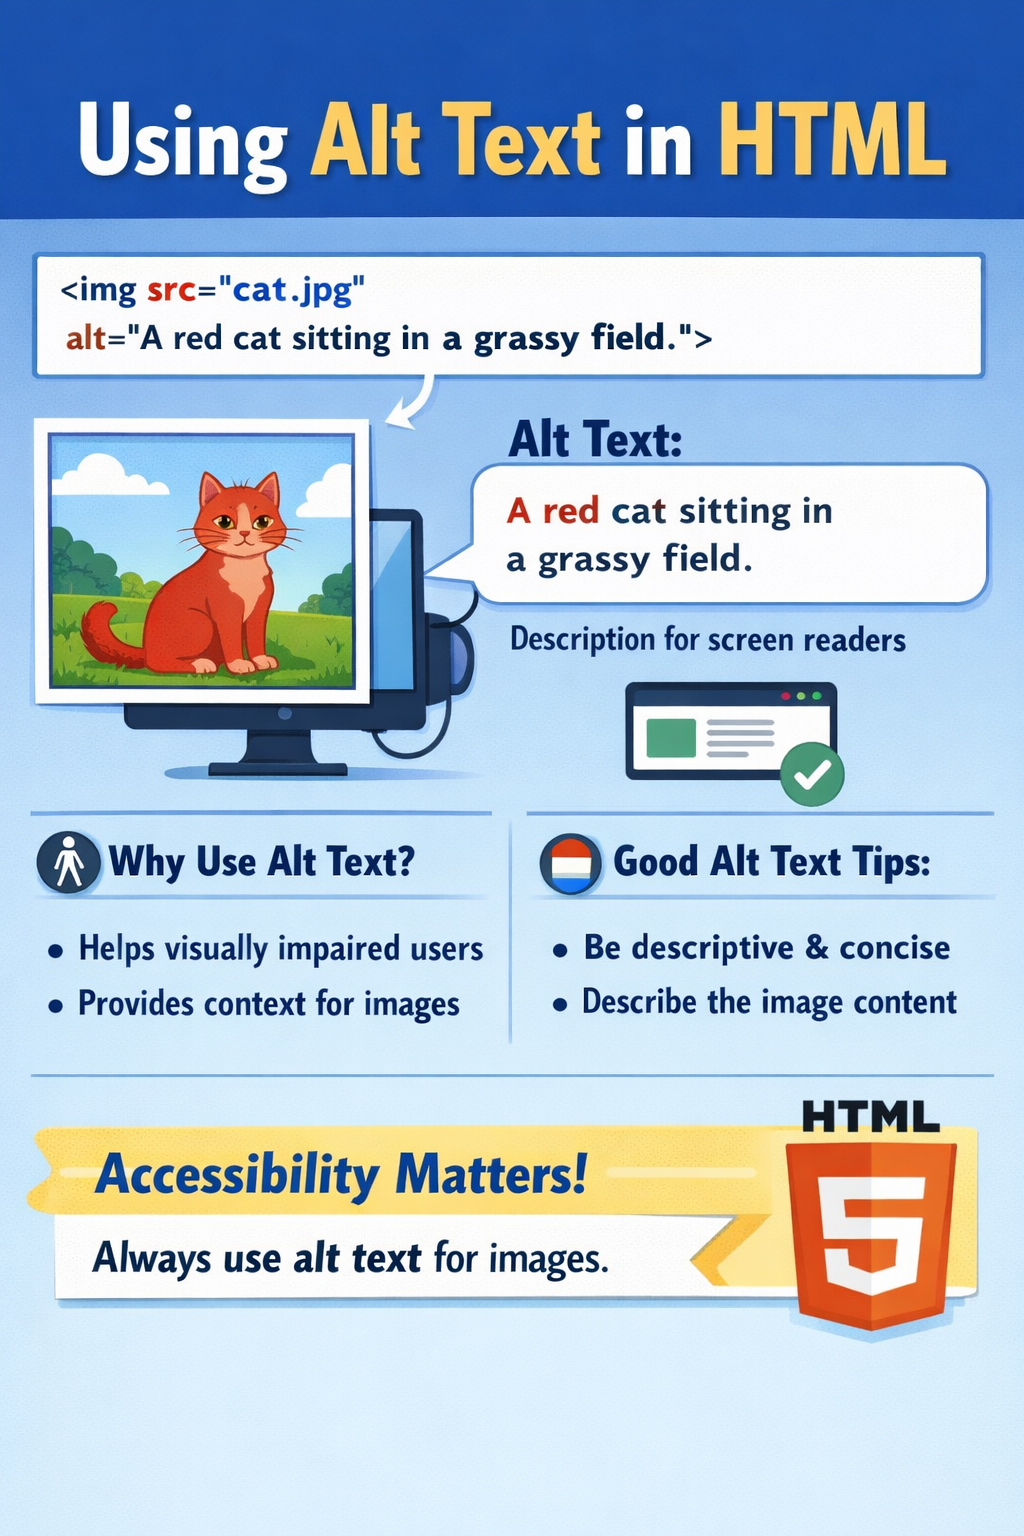 Using Alt Text in HTML
<img src="cat.jpg"
alt="A red cat sitting in a grassy field.">
Alt Text:
A red cat sitting in
a grassy field.
Description for screen readers
Why Use Alt Text?
• Helps visually impaired users
• Provides context for images
Good Alt Text Tips:
• Be descriptive & concise
• Describe the image content
Accessibility Matters!
Always use alt text for images.
HTML
5